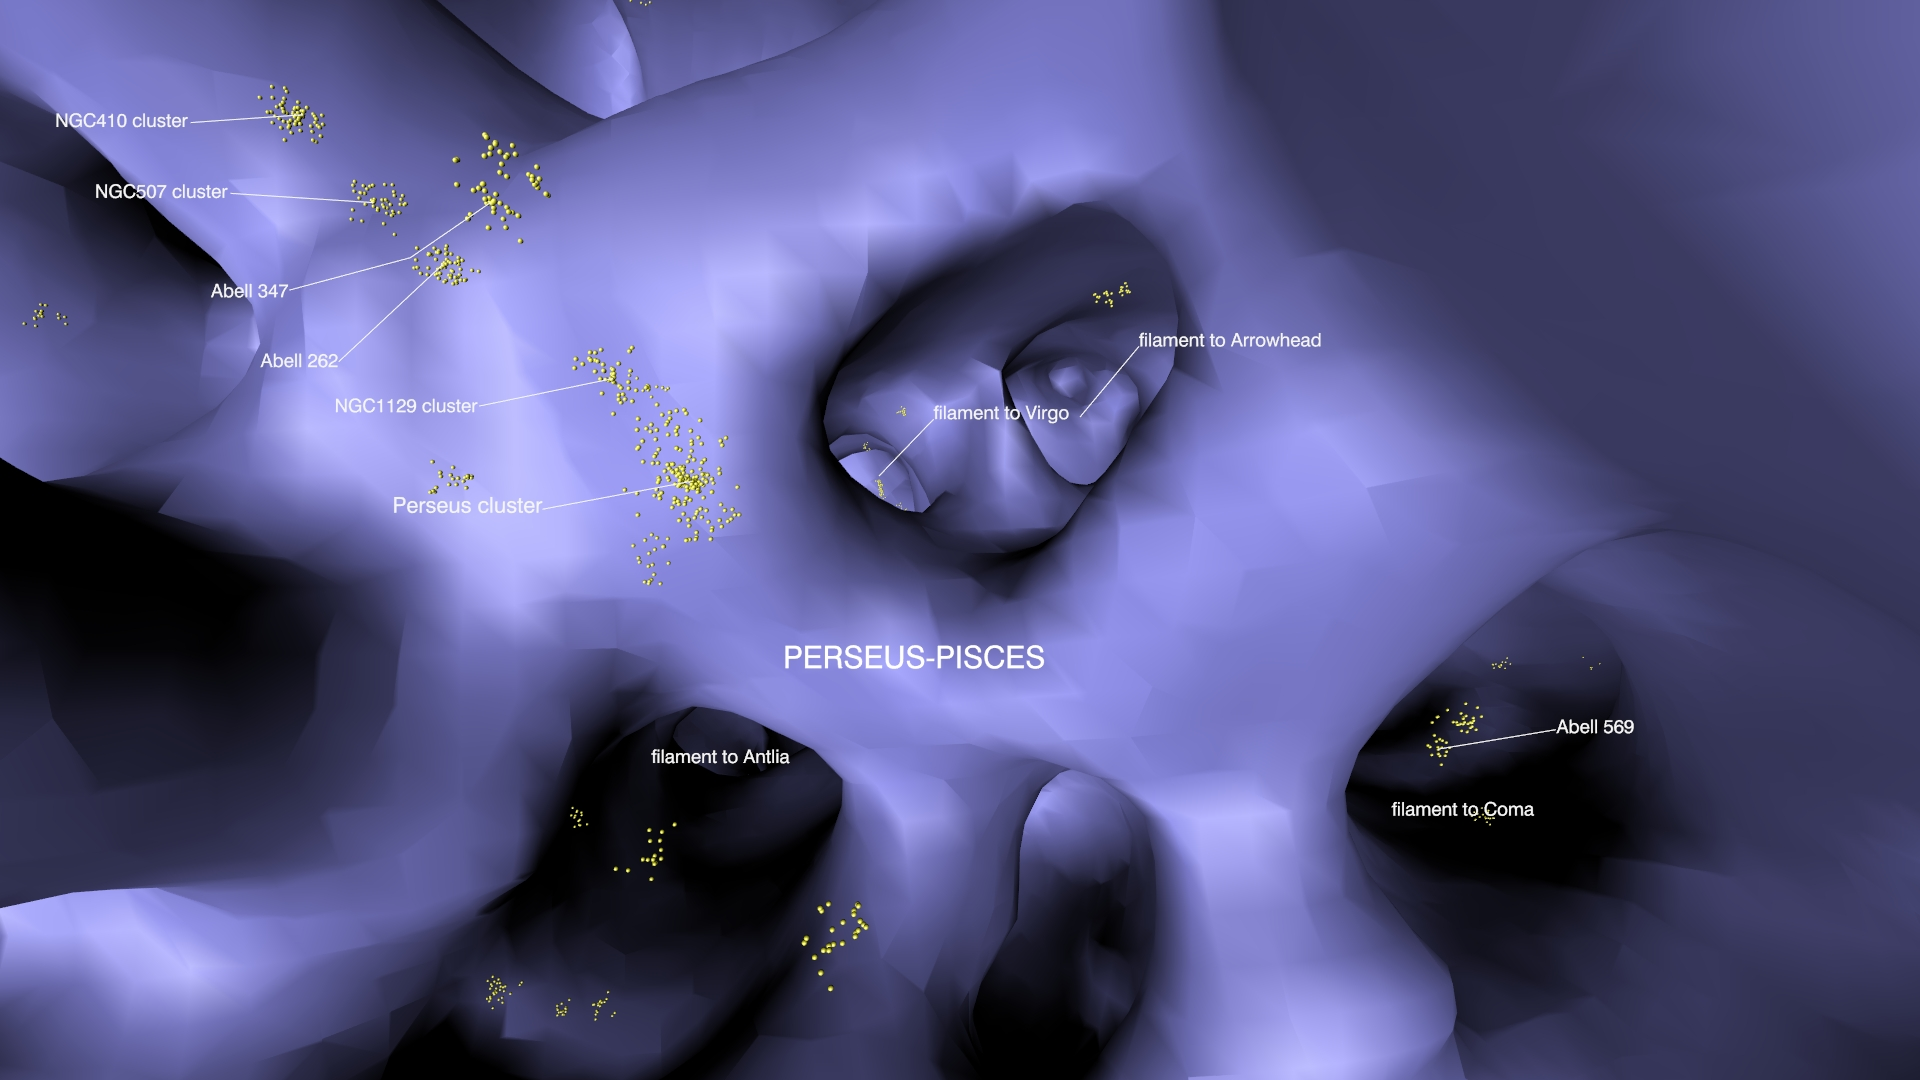 NGC410 cluster
NGC507 cluster
Abell 347
filament to Arrowhead
Abell 262
NGC1129 cluster
filament to Virgo
Perseus cluster
PERSEUS-PISCES
Abell 569
filament to Antlia
filament to Coma